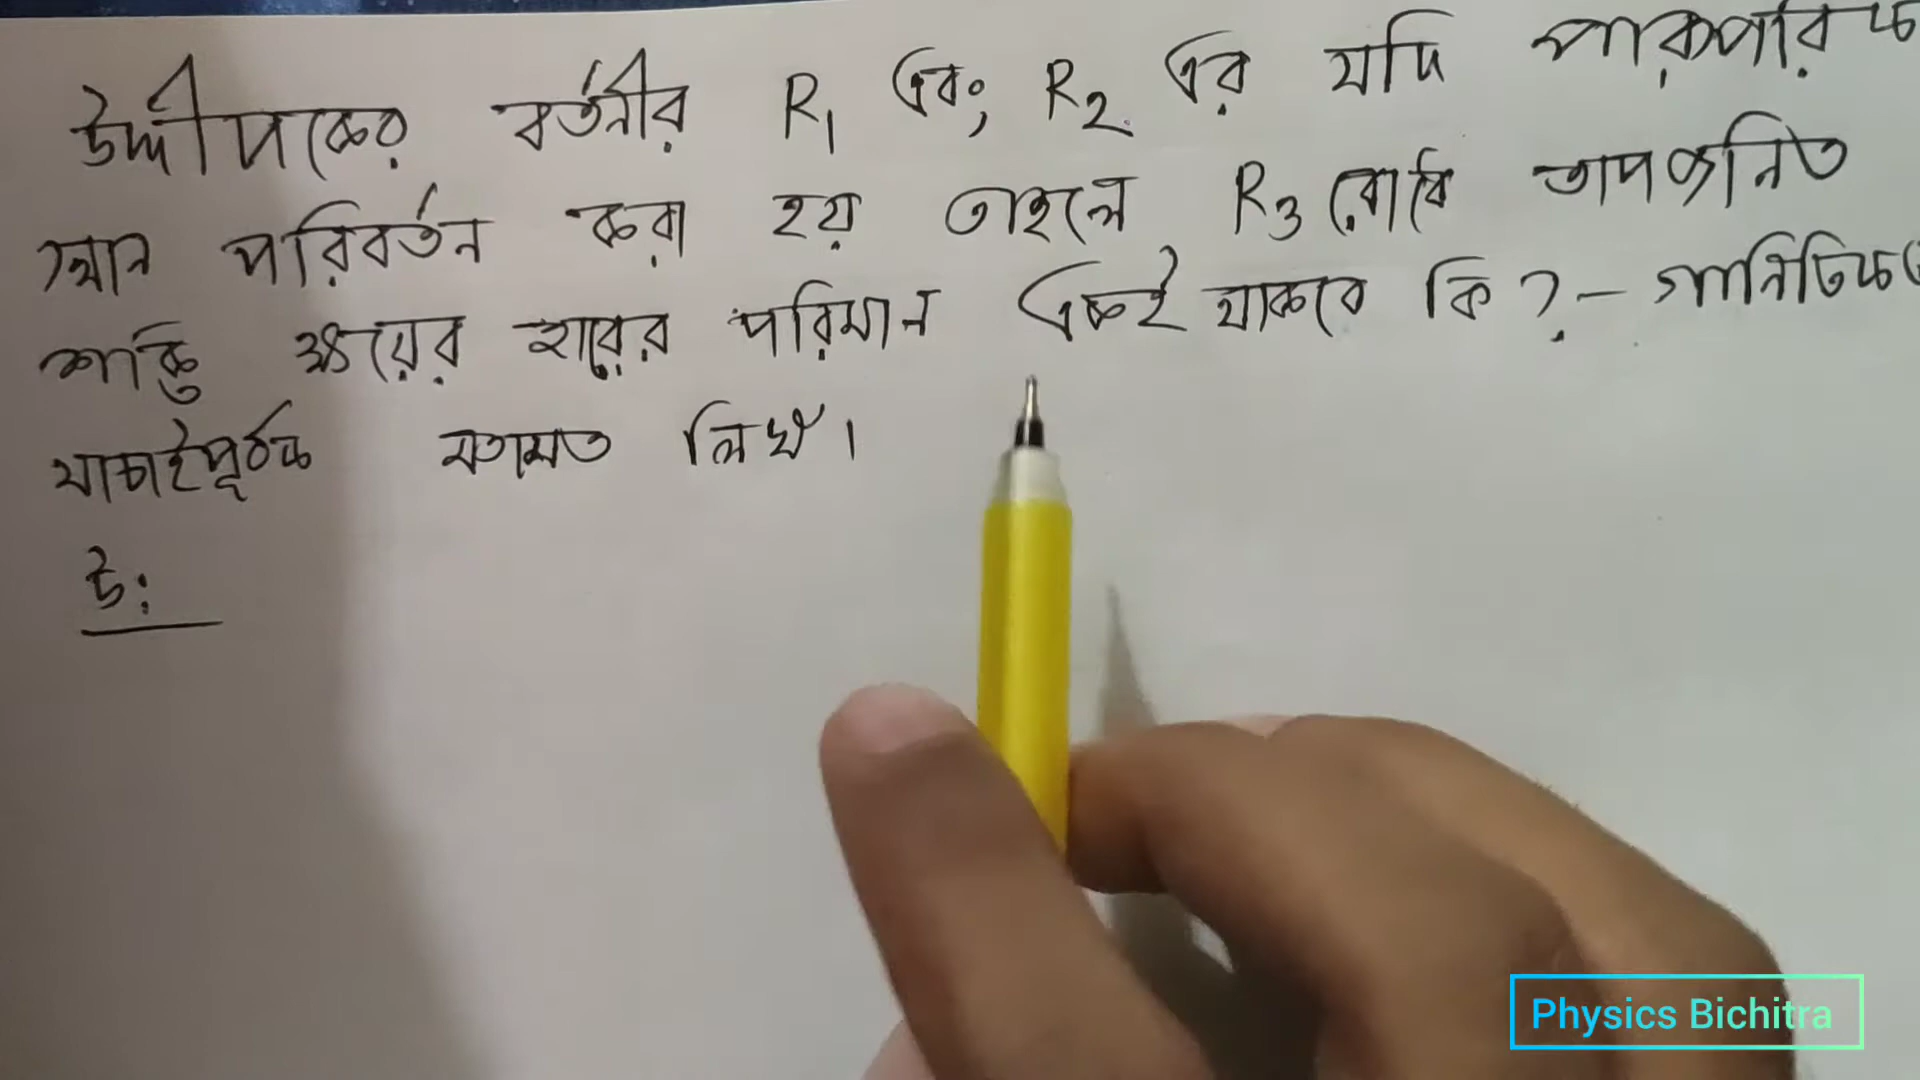 উদ্দীপকের বর্তনীর R₁ এবং R₂ এর যদি পারস্পরিক
স্থান পরিবর্তন করা হয় তাহলে R₃ রোধে তাপজনিত
শক্তি ক্ষয়ের হারের পরিমান একই থাকবে কি ? – গানিতিক
যাচাইপূর্বক মতামত লিখ।
উ:
Physics Bichitra